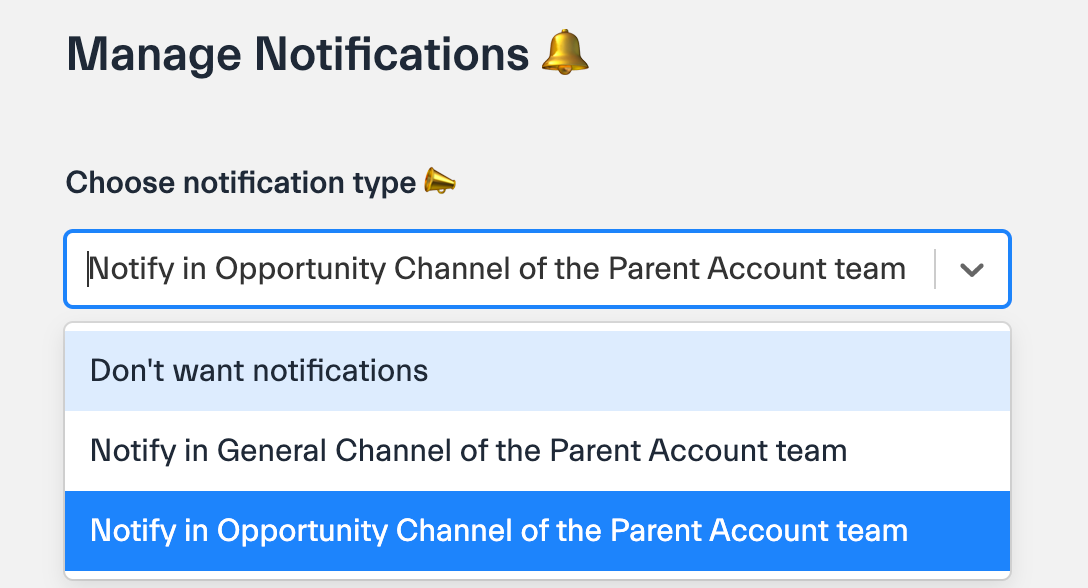 Manage Notifications 🔔
Choose notification type 📣
Notify in Opportunity Channel of the Parent Account team
Don't want notifications
Notify in General Channel of the Parent Account team
Notify in Opportunity Channel of the Parent Account team